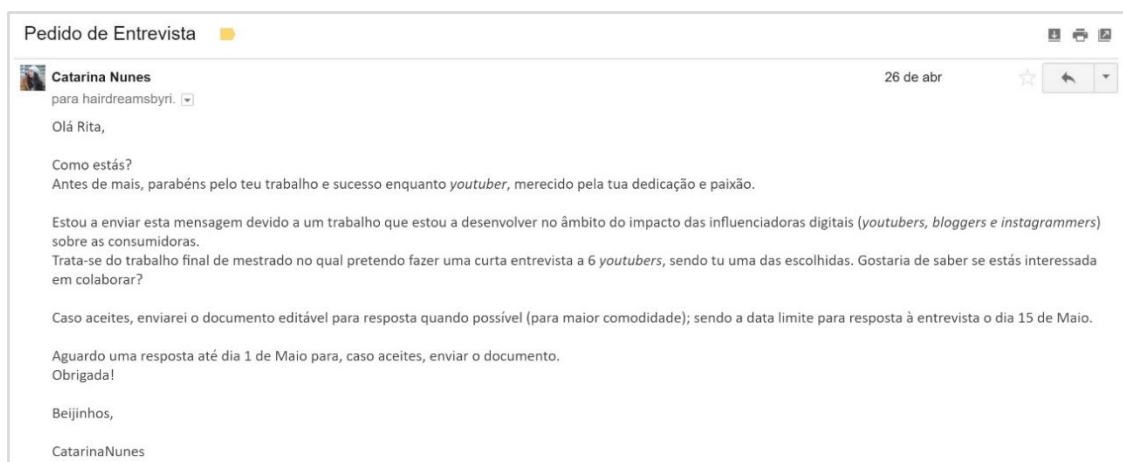 Pedido de Entrevista
Catarina Nunes
26 de abr
para hairdreamsbyri.
Olá Rita,
Como estás?
Antes de mais, parabéns pelo teu trabalho e sucesso enquanto youtuber, merecido pela tua dedicação e paixão.
Estou a enviar esta mensagem devido a um trabalho que estou a desenvolver no âmbito do impacto das influenciadoras digitais (youtubers, bloggers e instagrammers)
sobre as consumidoras.
Trata-se do trabalho final de mestrado no qual pretendo fazer uma curta entrevista a 6 youtubers, sendo tu uma das escolhidas. Gostaria de saber se estás interessada
em colaborar?
Caso aceites, enviarei o documento editável para resposta quando possível (para maior comodidade); sendo a data limite para resposta à entrevista o dia 15 de Maio.
Aguardo uma resposta até dia 1 de Maio para, caso aceites, enviar o documento.
Obrigada!
Beijinhos,
CatarinaNunes